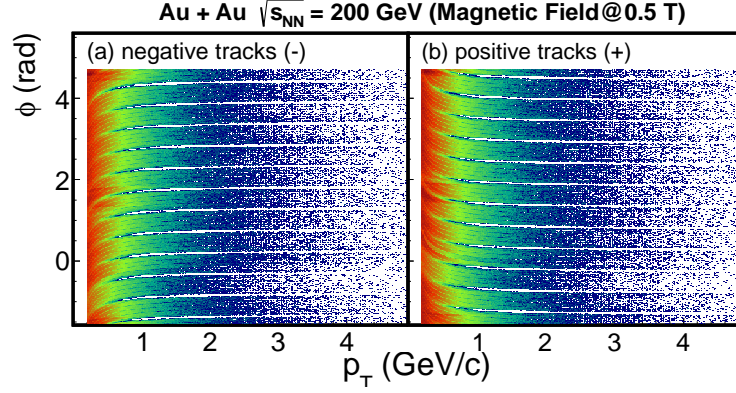 Au + Au √sNN = 200 GeV (Magnetic Field@0.5 T)
(a) negative tracks (-)
(b) positive tracks (+)
ϕ (rad)
4
2
0
1 2 3 4
1 2 3 4
pT (GeV/c)